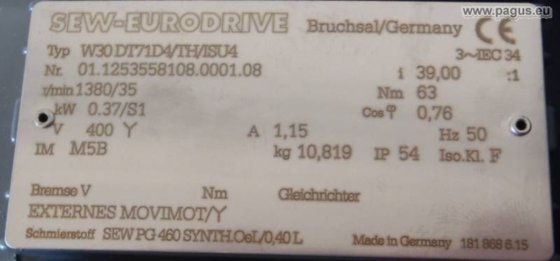 www.pagus.eu
SEW-EURODRIVE Bruchsal/Germany CE
Typ W30 DT71D4/TH/ISU4 3~IEC 34
Nr. 01.1253558108.0001.08 i 39,00 :1
r/min 1380/35 Nm 63
kW 0.37/S1 Cos φ 0,76
V 400 Y A 1,15 Hz 50
IM M5B kg 10,819 IP 54 Iso.Kl. F
Bremse V Nm Gleichrichter
EXTERNES MOVIMOT/Y
Schmierstoff SEW PG 460 SYNTH.OeL/0,40 L Made in Germany 181 868 6.15